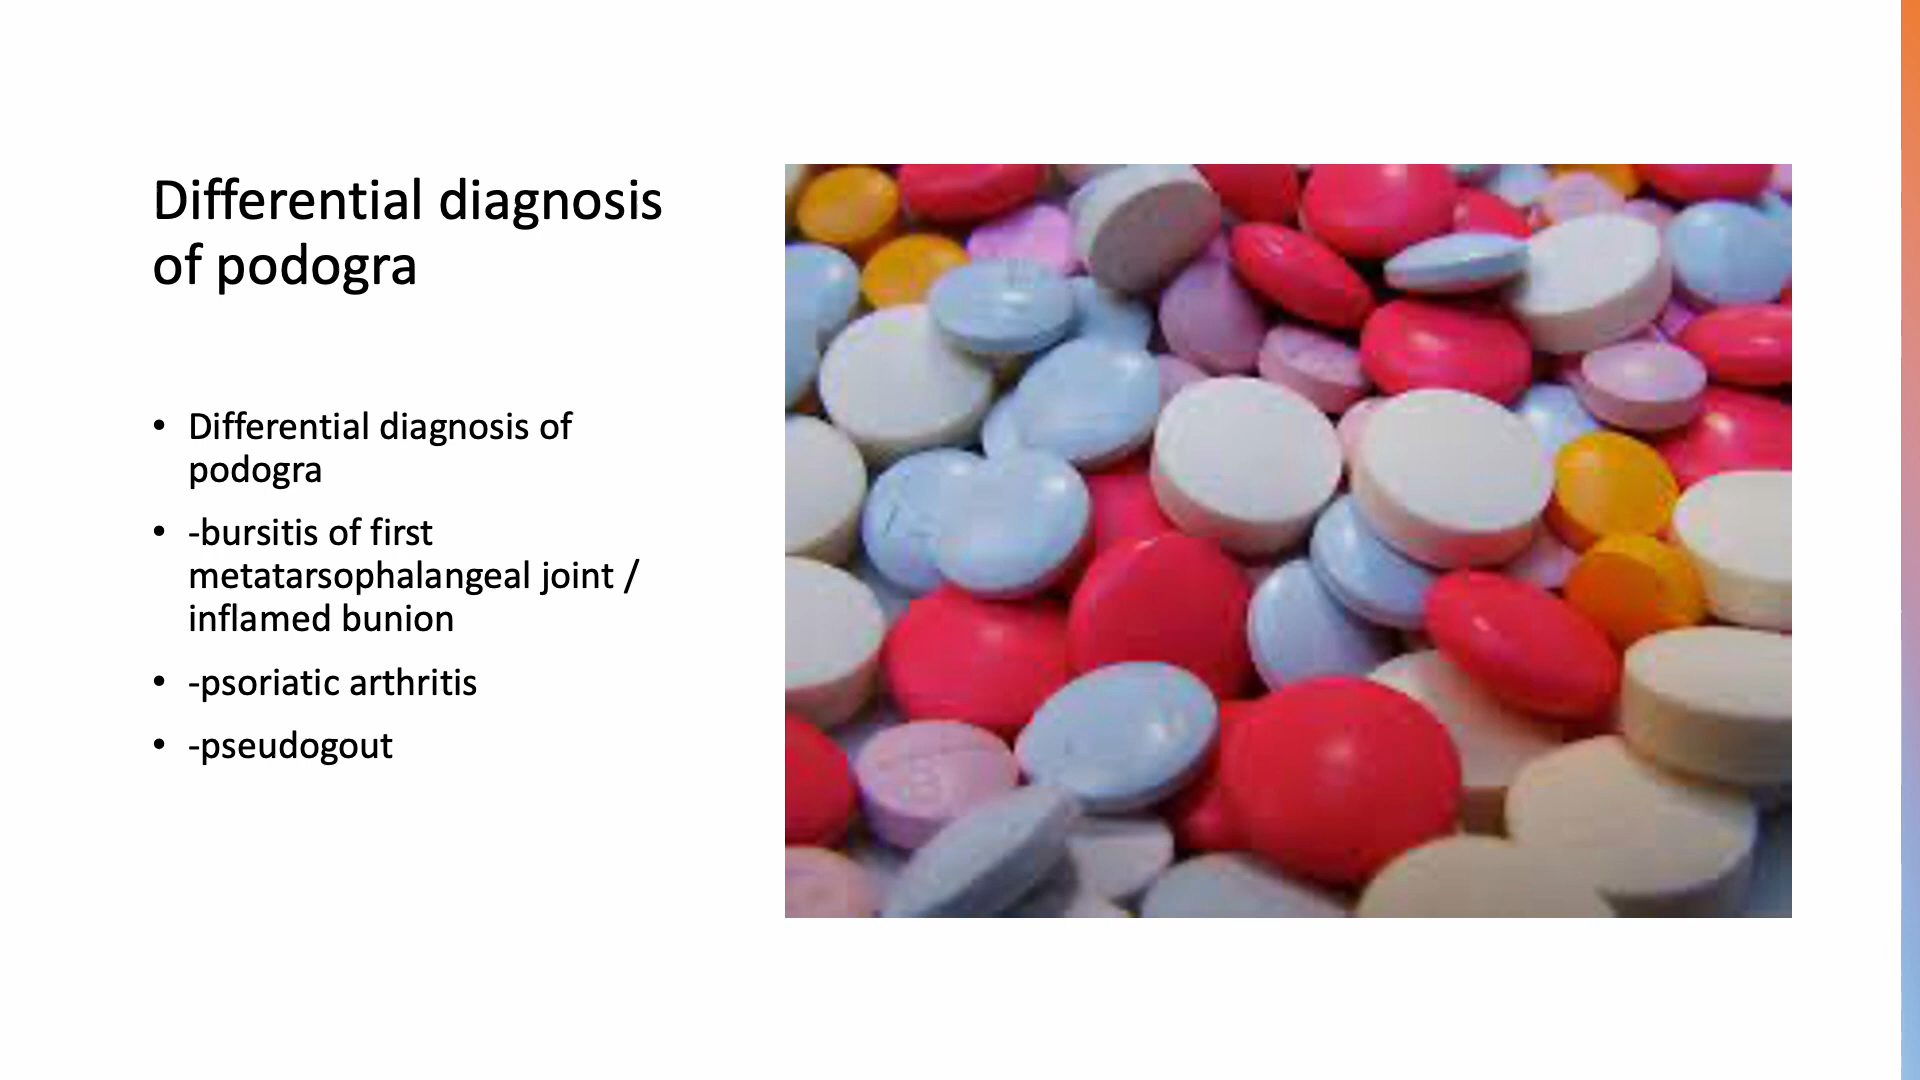 Differential diagnosis
of podogra
• Differential diagnosis of
podogra
• -bursitis of first
metatarsophalangeal joint /
inflamed bunion
• -psoriatic arthritis
• -pseudogout